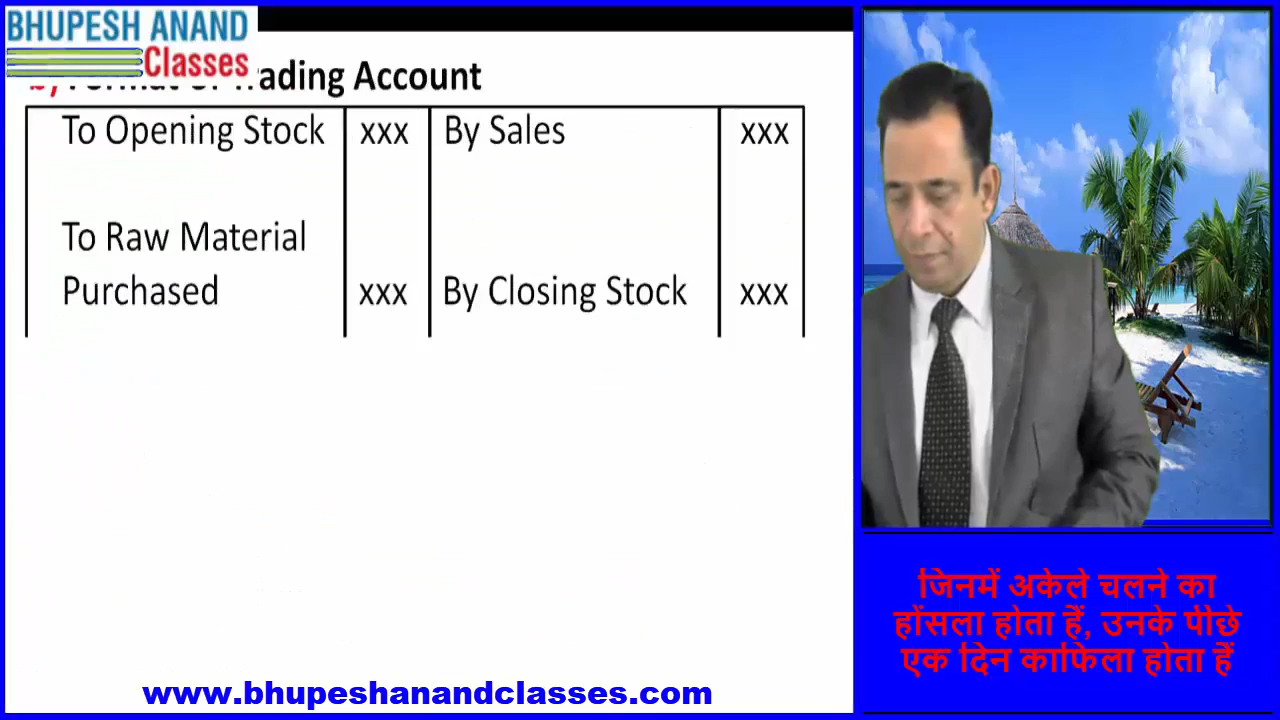 BHUPESH ANAND
Classes
Trading Account
To Opening Stock xxx By Sales xxx
To Raw Material
Purchased xxx By Closing Stock xxx
जिनमें अकेले चलने का
होंसला होता हैं, उनके पीछे
एक दिन काफिला होता हैं
www.bhupeshanandclasses.com